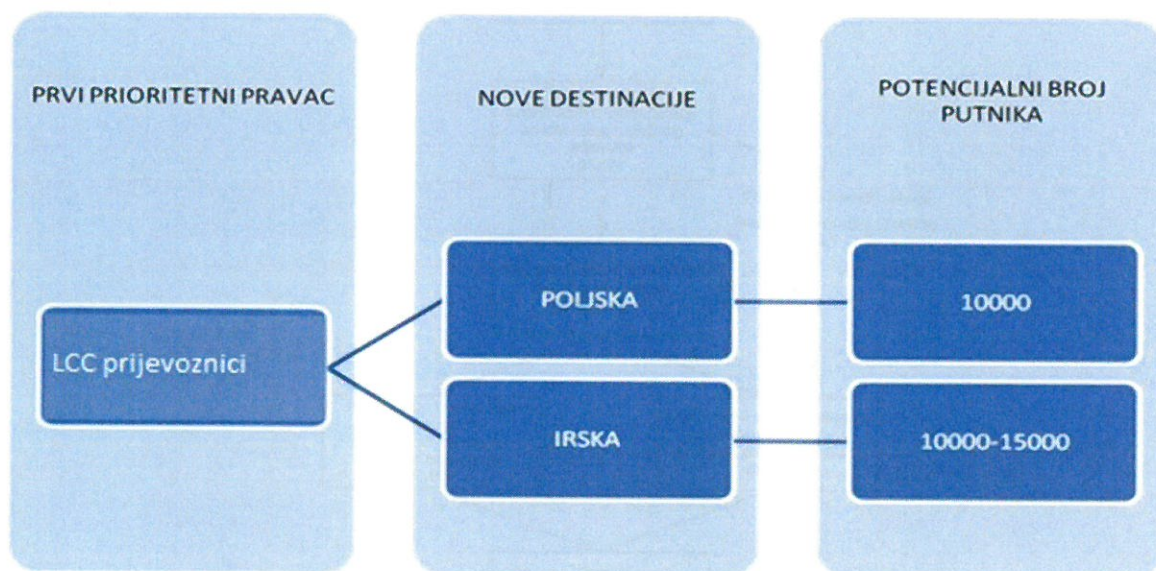 PRVI PRIORITETNI PRAVAC
NOVE DESTINACIJE
POTENCIJALNI BROJ
PUTNIKA
LCC prijevoznici
POLJSKA
10000
IRSKA
10000-15000